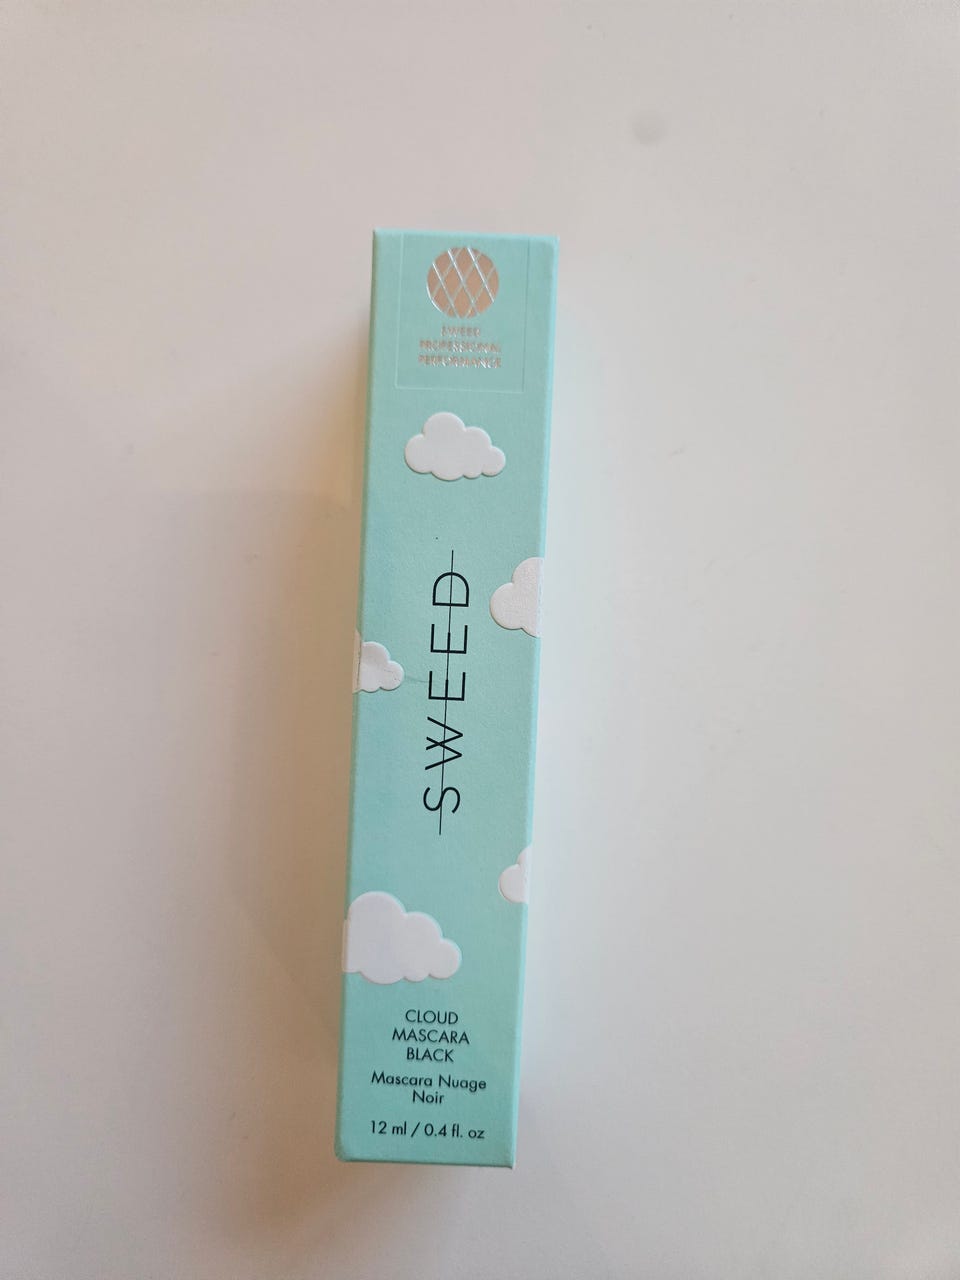 SWEED
PROFESSIONAL
PERFORMANCE
SWEED
CLOUD
MASCARA
BLACK
Mascara Nuage
Noir
12 ml / 0.4 fl. oz